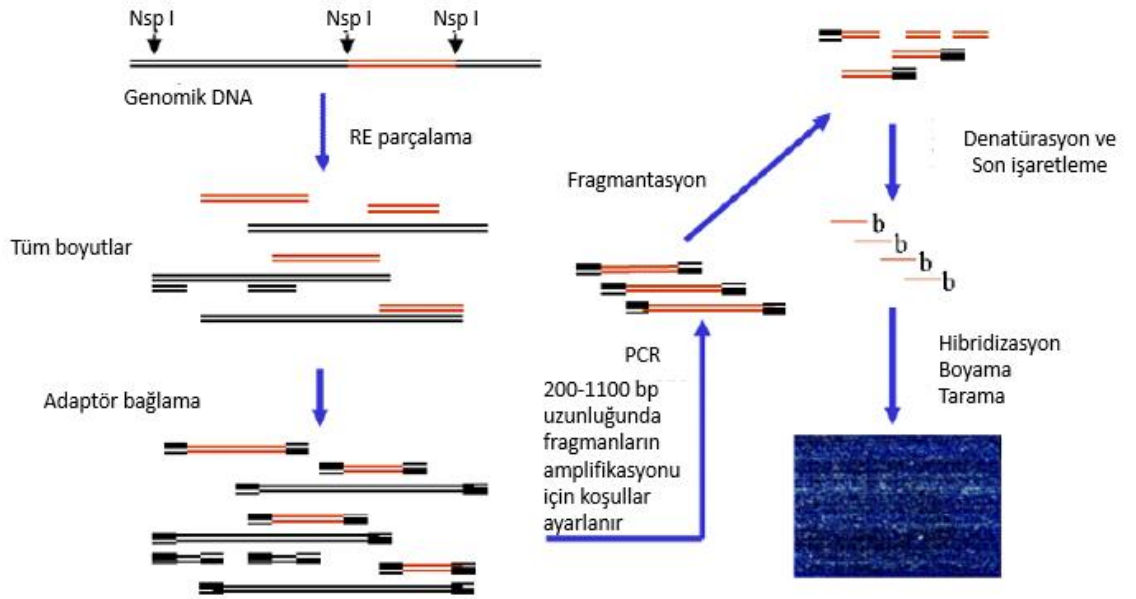 Nsp I
Nsp I
Nsp I
Genomik DNA
RE parçalama
Tüm boyutlar
Adaptör bağlama
PCR
200-1100 bp
uzunluğunda
fragmanların
amplifikasyonu
için koşullar
ayarlanır
Fragmantasyon
Denatürasyon ve
Son işaretleme
b
b
b
b
Hibridizasyon
Boyama
Tarama